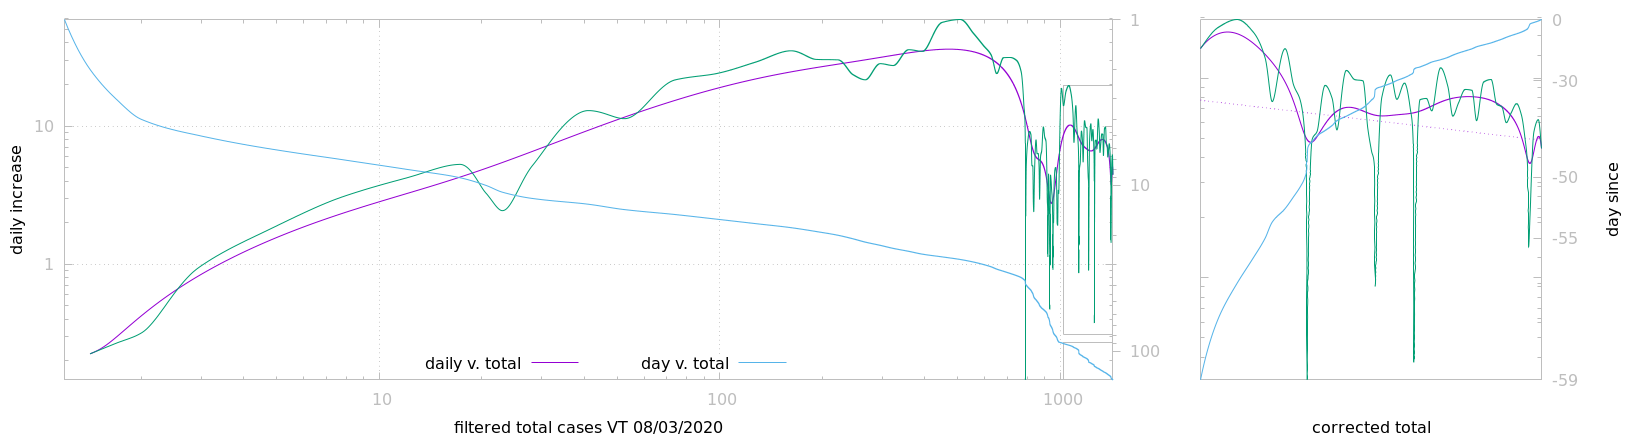 daily increase
10
1
daily v. total
day v. total
10
100
1000
filtered total cases VT 08/03/2020
1
10
100
0
-30
-50
-55
-59
day since
corrected total